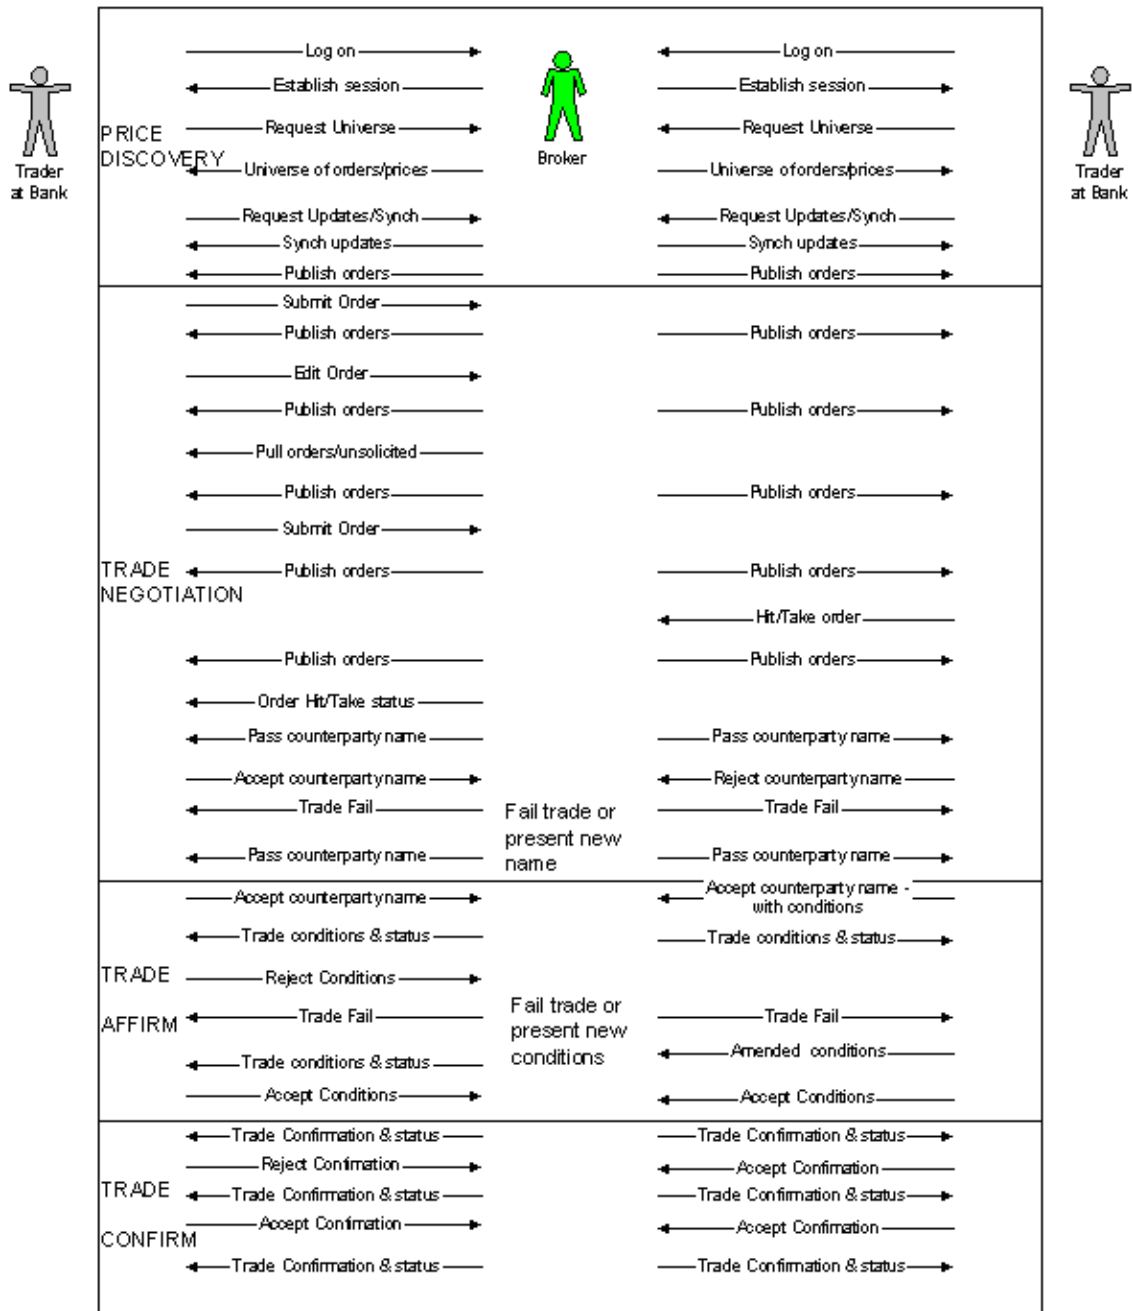 Log on
Log on
Establish session
Establish session
Request Universe
Request Universe
PRICE
DISCOVERY
Broker
Trader
at Bank
Trader
at Bank
Universe of orders/prices
Universe of orders/prices
Request Updates/Synch
Request Updates/Synch
Synch updates
Synch updates
Publish orders
Publish orders
Submit Order
Publish orders
Publish orders
Edit Order
Publish orders
Publish orders
Pull orders/unsolicited
Publish orders
Publish orders
Submit Order
TRADE
NEGOTIATION
Publish orders
Publish orders
Hit/Take order
Publish orders
Publish orders
Order Hit/Take status
Pass counterparty name
Pass counterparty name
Accept counterparty name
Reject counterparty name
Trade Fail
Fail trade or
present new
name
Trade Fail
Pass counterparty name
Pass counterparty name
Accept counterparty name
Accept counterparty name -
with conditions
Trade conditions & status
Trade conditions & status
TRADE
AFFIRM
Reject Conditions
Trade Fail
Fail trade or
present new
conditions
Trade Fail
Amended conditions
Trade conditions & status
Accept Conditions
Accept Conditions
Trade Confirmation & status
Trade Confirmation & status
Reject Confirmation
Accept Confirmation
TRADE
CONFIRM
Trade Confirmation & status
Trade Confirmation & status
Accept Confirmation
Accept Confirmation
Trade Confirmation & status
Trade Confirmation & status